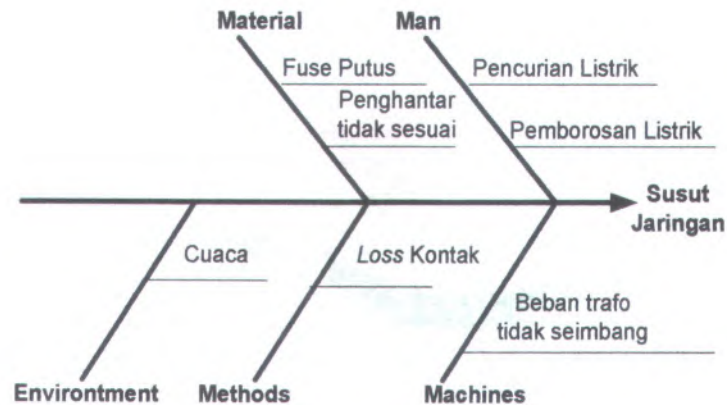 Material
Man
Fuse Putus
Pencurian Listrik
Penghantar
tidak sesuai
Pemborosan Listrik
Susut
Jaringan
Cuaca
Loss Kontak
Beban trafo
tidak seimbang
Environtment
Methods
Machines